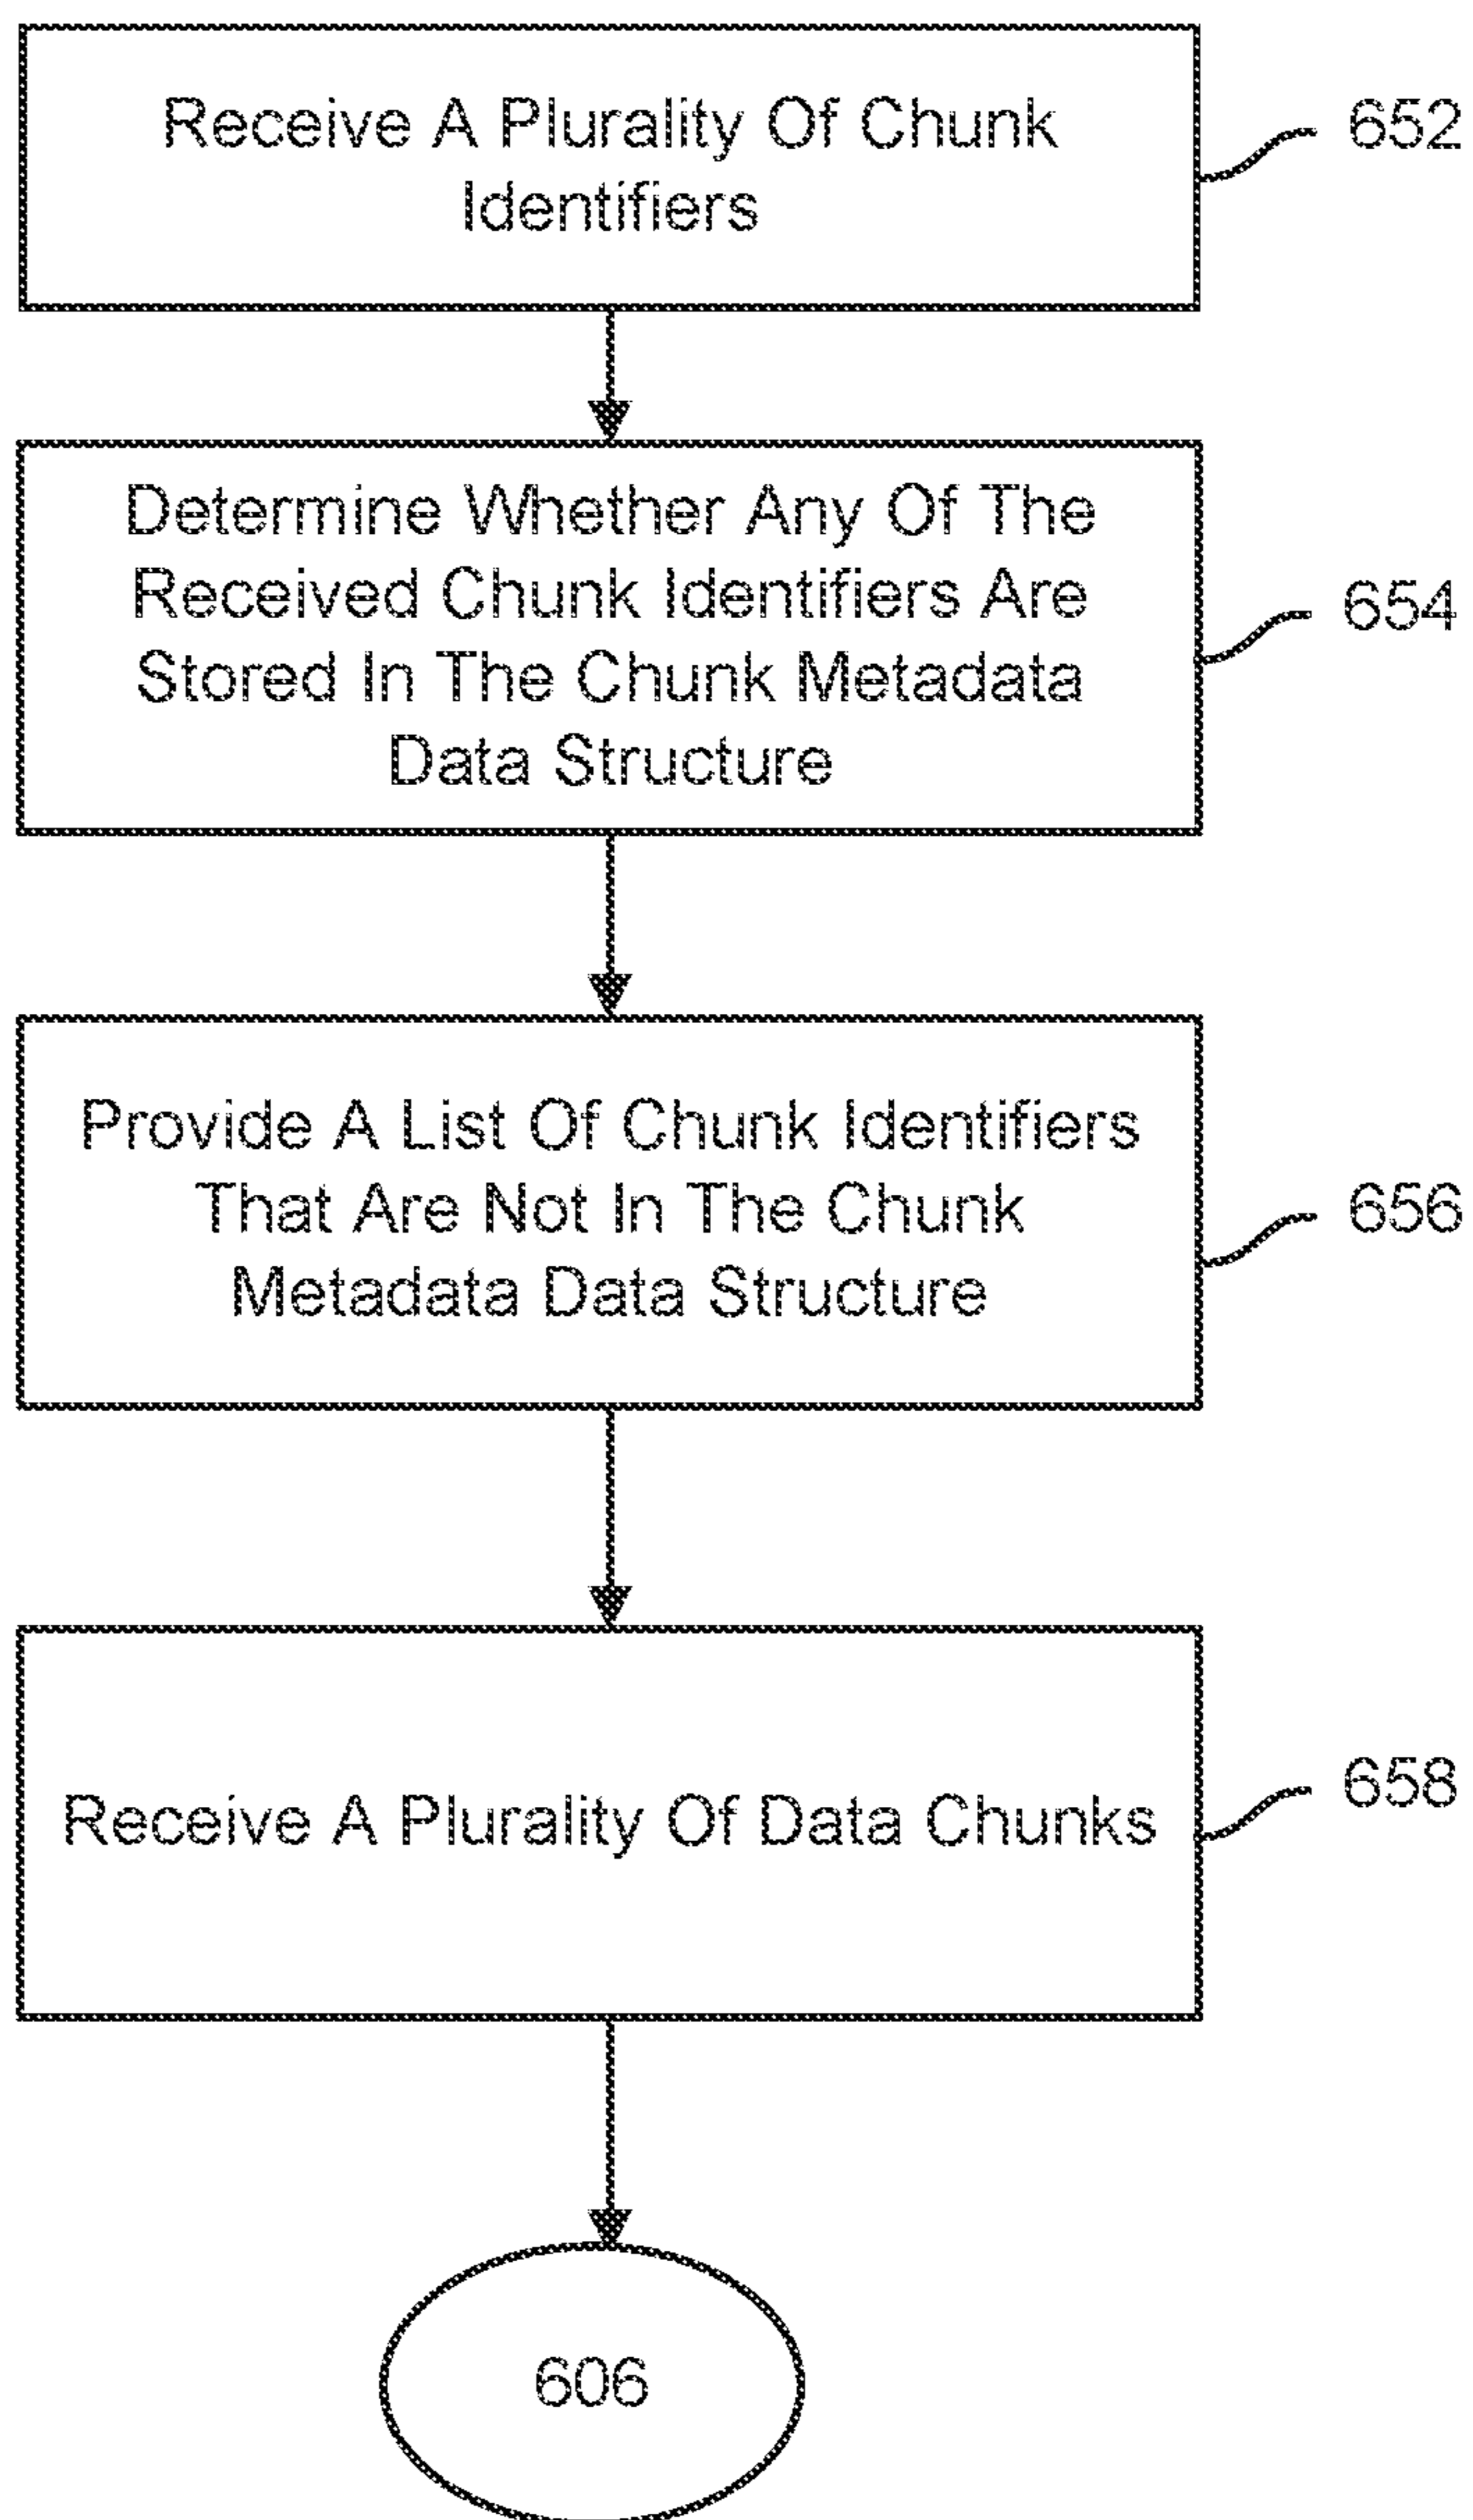 Receive A Plurality Of Chunk
Identifiers
652
Determine Whether Any Of The
Received Chunk Identifiers Are
Stored In The Chunk Metadata
Data Structure
654
Provide A List Of Chunk Identifiers
That Are Not In The Chunk
Metadata Data Structure
656
Receive A Plurality Of Data Chunks
658
606